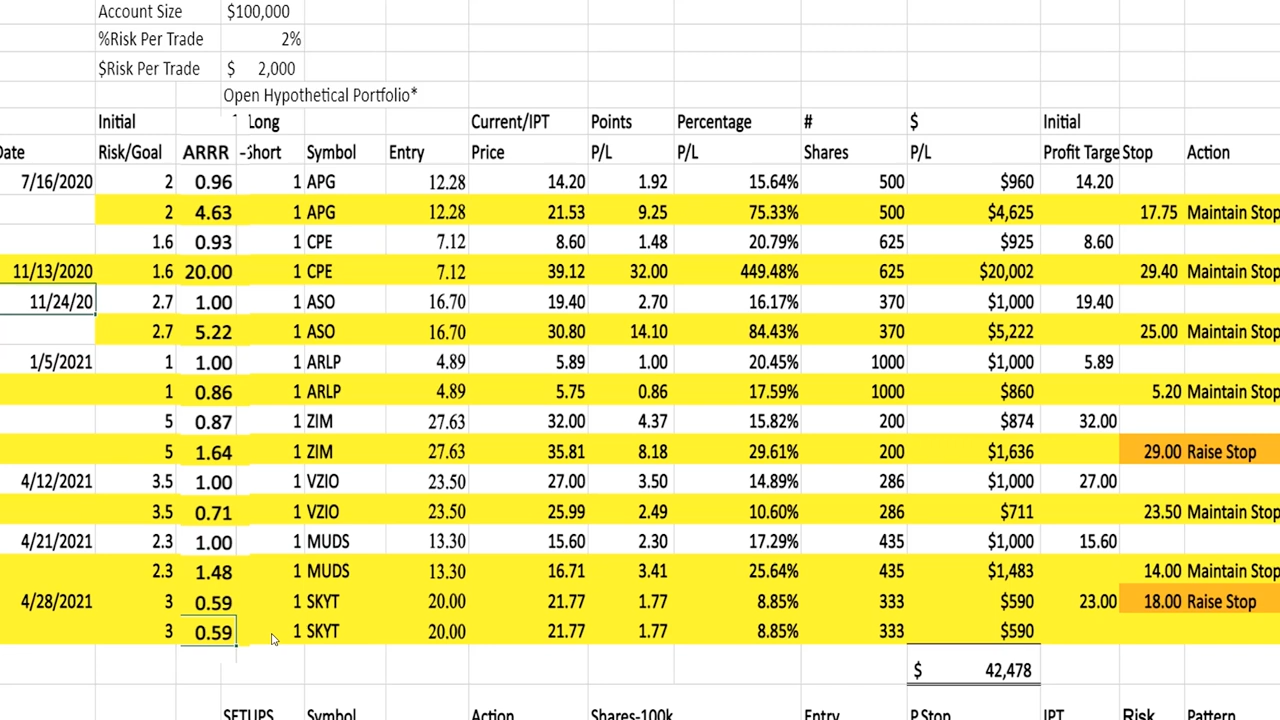 Account Size $100,000
%Risk Per Trade 2%
$Risk Per Trade $ 2,000
Open Hypothetical Portfolio*
Initial Long Current/IPT Points Percentage # $ Initial
Date Risk/Goal ARRR -Short Symbol Entry Price P/L P/L Shares P/L Profit Targe Stop Action
7/16/2020 2 0.96 1 APG 12.28 14.20 1.92 15.64% 500 $960 14.20
2 4.63 1 APG 12.28 21.53 9.25 75.33% 500 $4,625 17.75 Maintain Stop
1.6 0.93 1 CPE 7.12 8.60 1.48 20.79% 625 $925 8.60
11/13/2020 1.6 20.00 1 CPE 7.12 39.12 32.00 449.48% 625 $20,002 29.40 Maintain Stop
11/24/20 2.7 1.00 1 ASO 16.70 19.40 2.70 16.17% 370 $1,000 19.40
2.7 5.22 1 ASO 16.70 30.80 14.10 84.43% 370 $5,222 25.00 Maintain Stop
1/5/2021 1 1.00 1 ARLP 4.89 5.89 1.00 20.45% 1000 $1,000 5.89
1 0.86 1 ARLP 4.89 5.75 0.86 17.59% 1000 $860 5.20 Maintain Stop
5 0.87 1 ZIM 27.63 32.00 4.37 15.82% 200 $874 32.00
5 1.64 1 ZIM 27.63 35.81 8.18 29.61% 200 $1,636 29.00 Raise Stop
4/12/2021 3.5 1.00 1 VZIO 23.50 27.00 3.50 14.89% 286 $1,000 27.00
3.5 0.71 1 VZIO 23.50 25.99 2.49 10.60% 286 $711 23.50 Maintain Stop
4/21/2021 2.3 1.00 1 MUDS 13.30 15.60 2.30 17.29% 435 $1,000 15.60
2.3 1.48 1 MUDS 13.30 16.71 3.41 25.64% 435 $1,483 14.00 Maintain Stop
4/28/2021 3 0.59 1 SKYT 20.00 21.77 1.77 8.85% 333 $590 23.00 18.00 Raise Stop
3 0.59 1 SKYT 20.00 21.77 1.77 8.85% 333 $590
$ 42,478
SETUPS Symbol Action Shares-100k Entry P.Stop IPT Risk Pattern